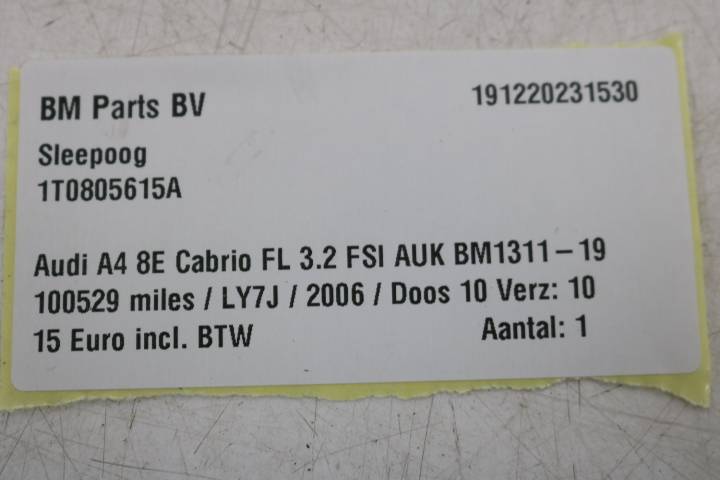 BM Parts BV 191220231530
Sleepoog
1T0805615A
Audi A4 8E Cabrio FL 3.2 FSI AUK BM1311-19
100529 miles / LY7J / 2006 / Doos 10 Verz: 10
15 Euro incl. BTW Aantal: 1